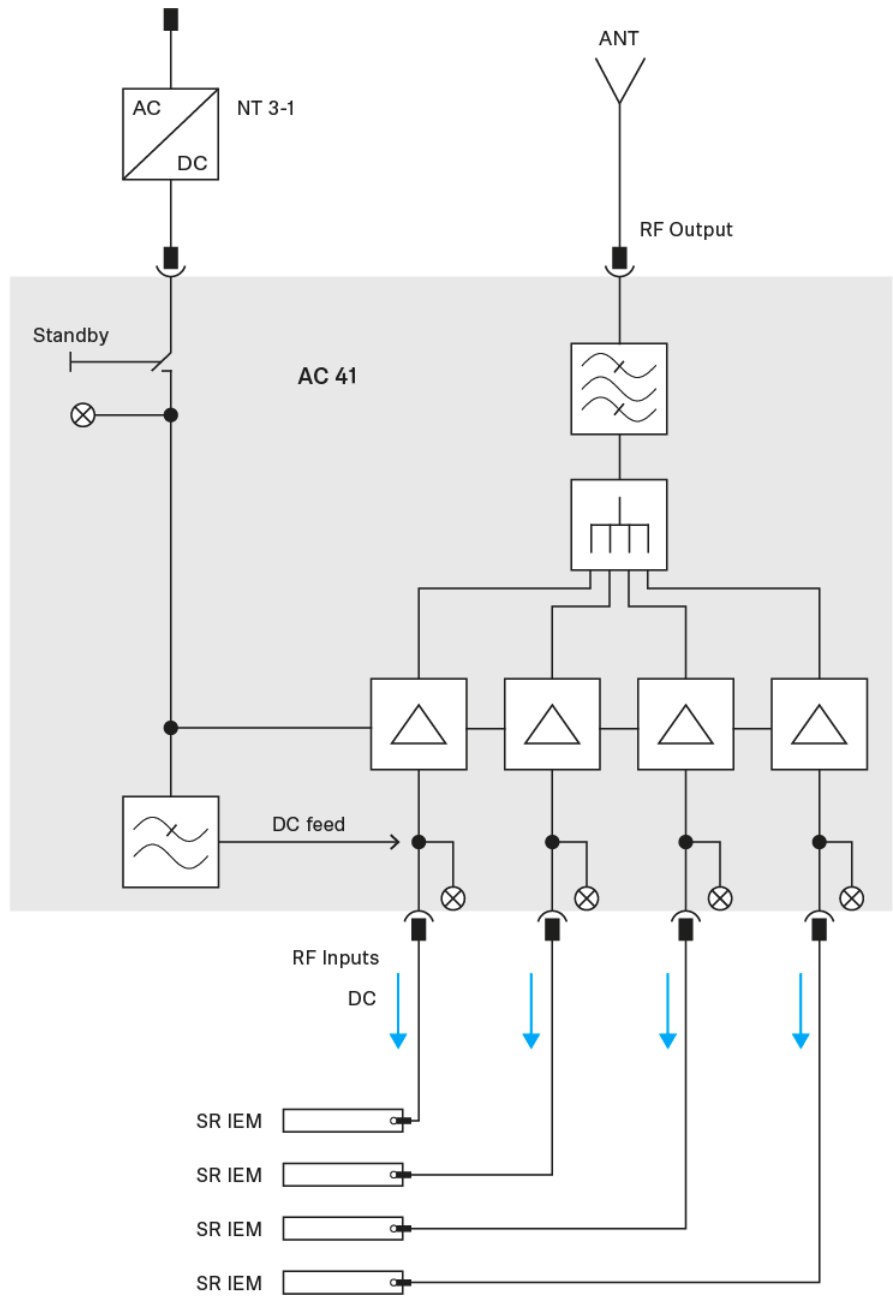 ANT
AC
NT 3-1
DC
RF Output
Standby
AC 41
DC feed
RF Inputs
DC
SR IEM
SR IEM
SR IEM
SR IEM